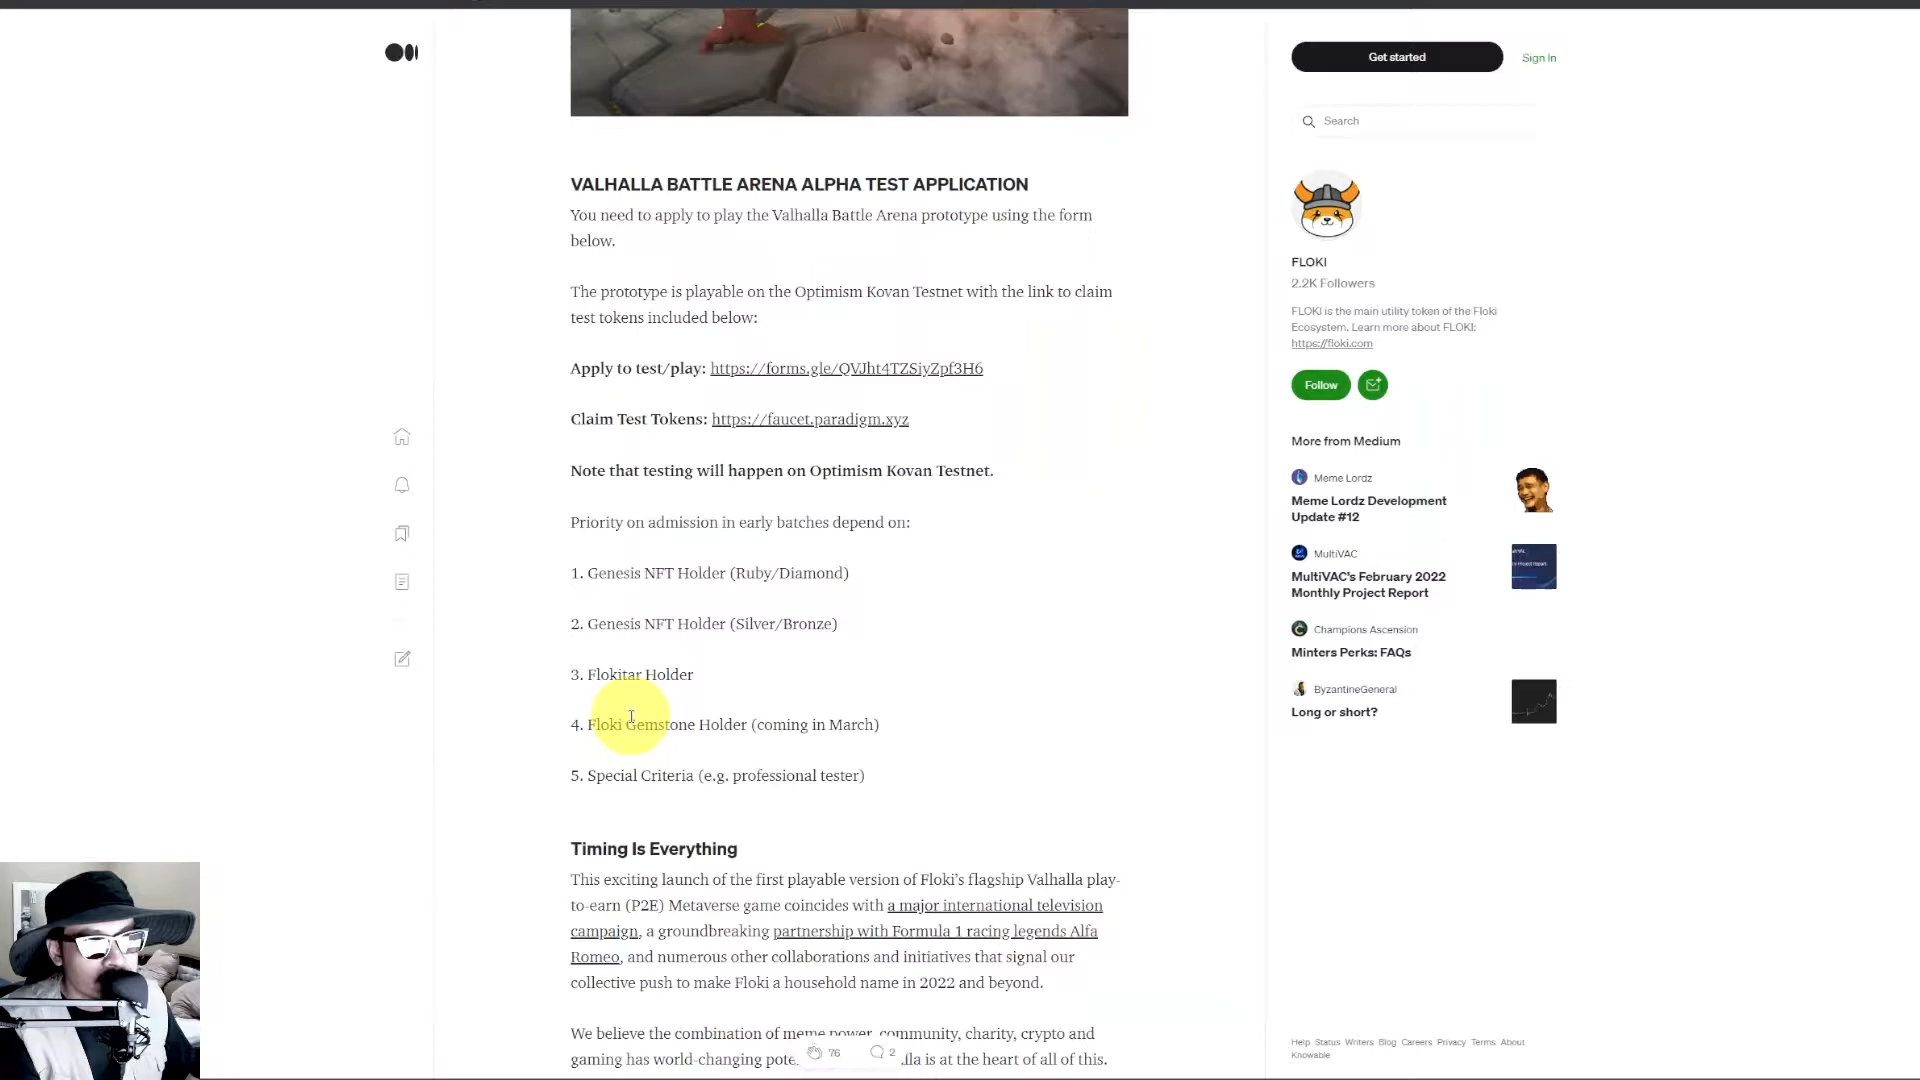 Get started
Sign In
Search
VALHALLA BATTLE ARENA ALPHA TEST APPLICATION
You need to apply to play the Valhalla Battle Arena prototype using the form
below.
The prototype is playable on the Optimism Kovan Testnet with the link to claim
test tokens included below:
Apply to test/play: https://forms.gle/QVJht4TZSiyZpf3H6
Claim Test Tokens: https://faucet.paradigm.xyz
Note that testing will happen on Optimism Kovan Testnet.
Priority on admission in early batches depend on:
1. Genesis NFT Holder (Ruby/Diamond)
2. Genesis NFT Holder (Silver/Bronze)
3. Flokitar Holder
4. Floki Gemstone Holder (coming in March)
5. Special Criteria (e.g. professional tester)
Timing Is Everything
This exciting launch of the first playable version of Floki’s flagship Valhalla play-
to-earn (P2E) Metaverse game coincides with a major international television
campaign, a groundbreaking partnership with Formula 1 racing legends Alfa
Romeo, and numerous other collaborations and initiatives that signal our
collective push to make Floki a household name in 2022 and beyond.
We believe the combination of meme power, community, charity, crypto and
gaming has world-changing is at the heart of all of this.
76
2
FLOKI
2.2K Followers
FLOKI is the main utility token of the Floki
Ecosystem. Learn more about FLOKI:
https://floki.com
Follow
More from Medium
Meme Lordz
Meme Lordz Development
Update #12
MultiVAC
MultiVAC’s February 2022
Monthly Project Report
Champions Ascension
Minters Perks: FAQs
ByzantineGeneral
Long or short?
Help Status Writers Blog Careers Privacy Terms About
Knowable